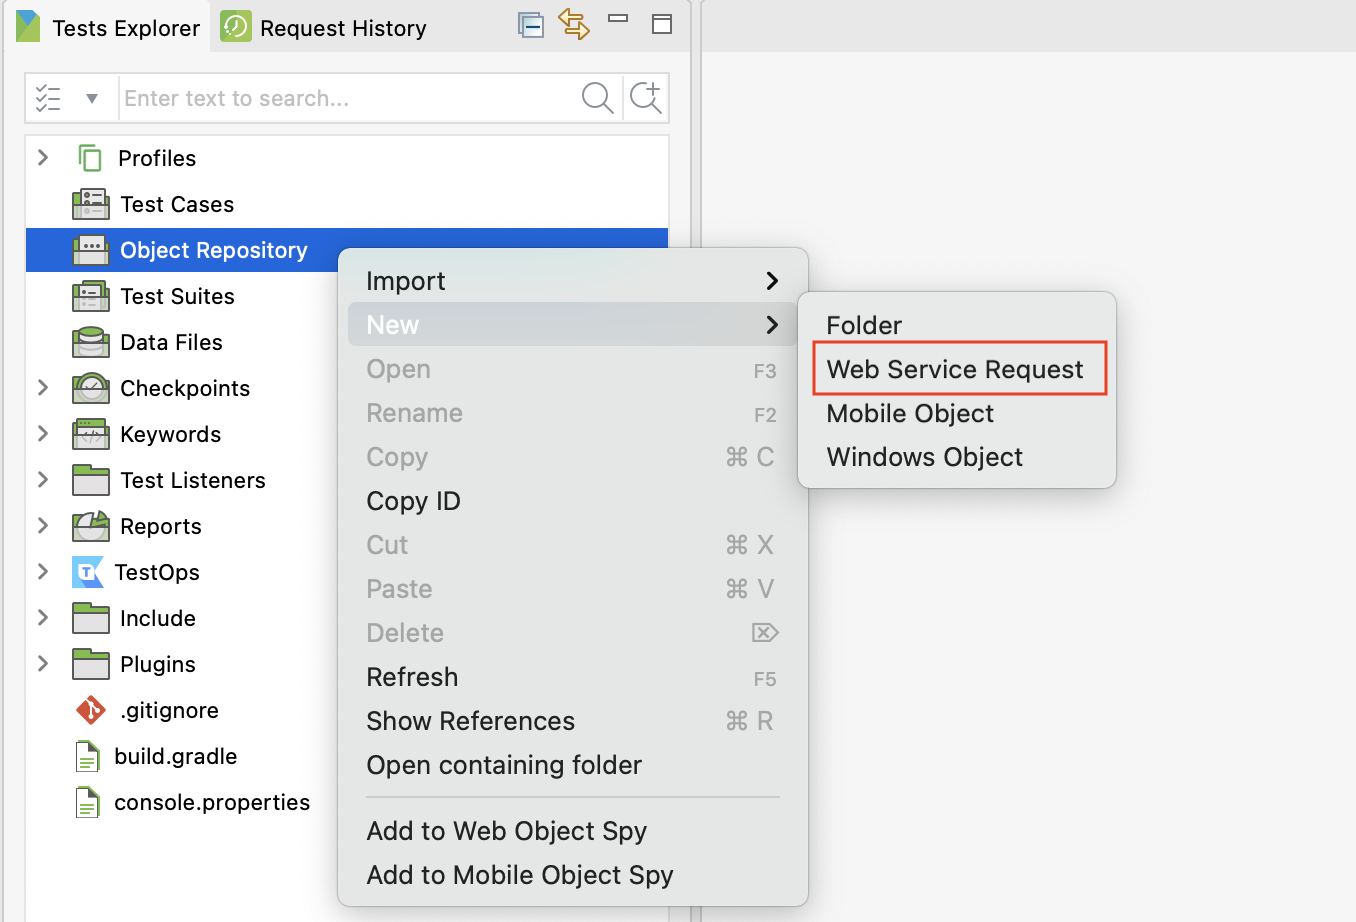 Tests Explorer
Request History
Enter text to search...
Profiles
Test Cases
Object Repository
Test Suites
Data Files
Checkpoints
Keywords
Test Listeners
Reports
TestOps
Include
Plugins
.gitignore
build.gradle
console.properties
Import
New
Open F3
Rename F2
Copy ⌘ C
Copy ID
Cut ⌘ X
Paste ⌘ V
Delete ⌦
Refresh F5
Show References ⌘ R
Open containing folder
Add to Web Object Spy
Add to Mobile Object Spy
Folder
Web Service Request
Mobile Object
Windows Object